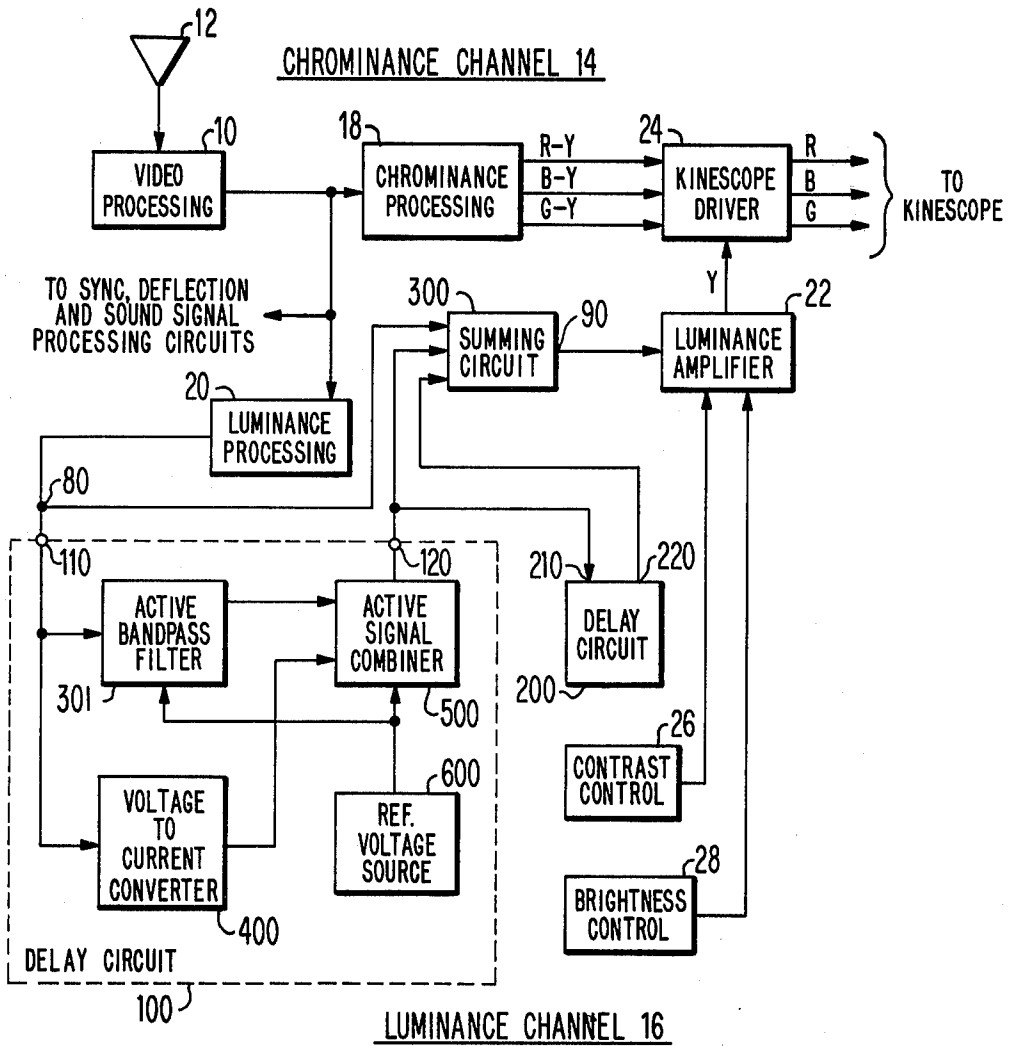 12
CHROMINANCE CHANNEL 14
10
VIDEO
PROCESSING
18
CHROMINANCE
PROCESSING
R-Y
B-Y
G-Y
24
KINESCOPE
DRIVER
R
B
G
TO
KINESCOPE
TO SYNC, DEFLECTION
AND SOUND SIGNAL
PROCESSING CIRCUITS
300
SUMMING
CIRCUIT
90
Y
22
LUMINANCE
AMPLIFIER
20
LUMINANCE
PROCESSING
80
110
120
210
220
ACTIVE
BANDPASS
FILTER
301
ACTIVE
SIGNAL
COMBINER
500
DELAY
CIRCUIT
200
VOLTAGE
TO
CURRENT
CONVERTER
400
600
REF.
VOLTAGE
SOURCE
26
CONTRAST
CONTROL
28
BRIGHTNESS
CONTROL
DELAY CIRCUIT
100
LUMINANCE CHANNEL 16